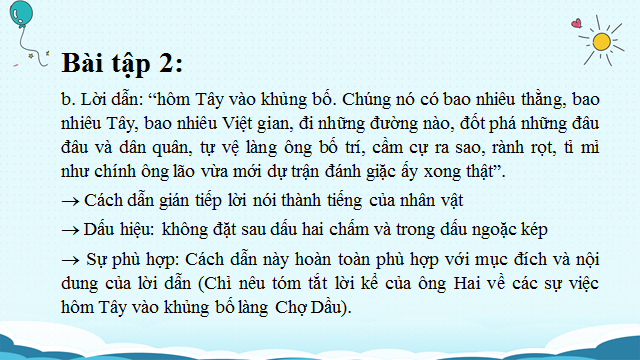 Bài tập 2:
b. Lời dẫn: “hôm Tây vào khủng bố. Chúng nó có bao nhiêu thằng, bao
nhiêu Tây, bao nhiêu Việt gian, đi những đường nào, đốt phá những đâu
đâu và dân quân, tự vệ làng ông bố trí, cầm cự ra sao, rành rọt, tỉ mỉ
như chính ông lão vừa mới dự trận đánh giặc ấy xong thật”.
→ Cách dẫn gián tiếp lời nói thành tiếng của nhân vật
→ Dấu hiệu: không đặt sau dấu hai chấm và trong dấu ngoặc kép
→ Sự phù hợp: Cách dẫn này hoàn toàn phù hợp với mục đích và nội
dung của lời dẫn (Chỉ nêu tóm tắt lời kể của ông Hai về các sự việc
hôm Tây vào khủng bố làng Chợ Dầu).